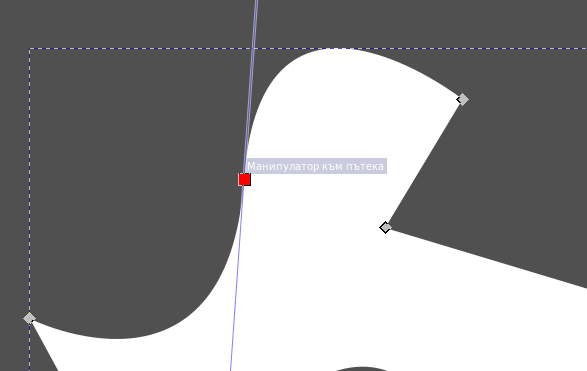 Манипулатор към пътека